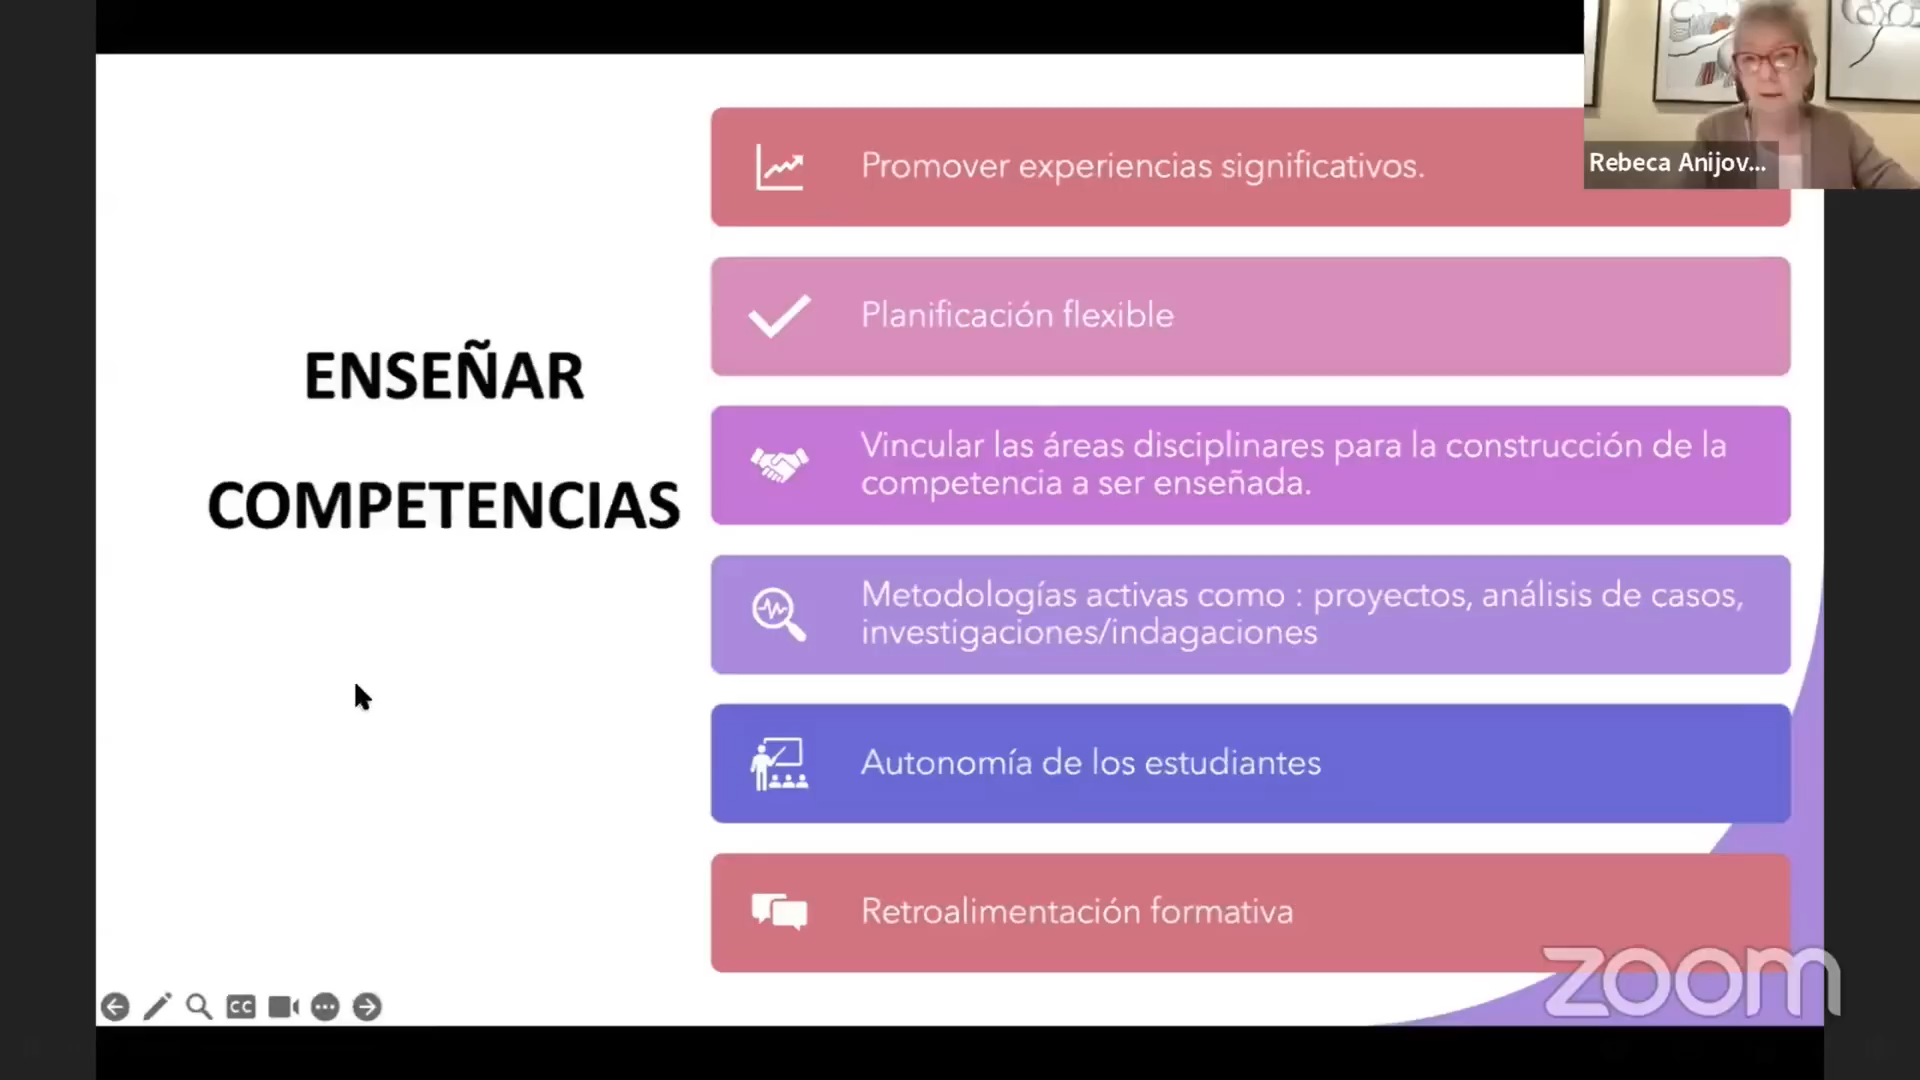 ENSEÑAR
COMPETENCIAS
Promover experiencias significativos.
Planificación flexible
Vincular las áreas disciplinares para la construcción de la
competencia a ser enseñada.
Metodologías activas como : proyectos, análisis de casos,
investigaciones/indagaciones
Autonomía de los estudiantes
Retroalimentación formativa
Rebeca Anijov...
CC
zoom